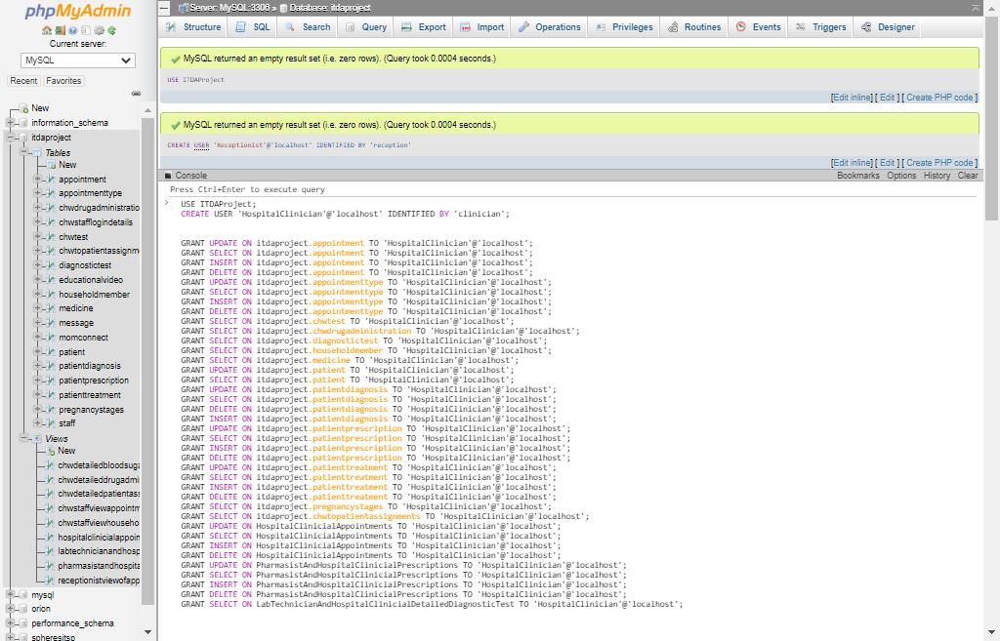 phpMyAdmin
Current server:
MySQL
Recent Favorites
New
information_schema
itdaproject
Tables
New
appointment
appointmenttype
chwdrugadministratio
chwstafflogindetails
chwtest
chwtopatientassignm
diagnostictest
educationalvideo
householdmember
medicine
message
momconnect
patient
patientdiagnosis
patientprescription
patienttreatment
pregnancystages
staff
Views
New
chwdetailedbloodsuga
chwdetaileddrugadmi
chwdetailedpatientass
chwstaffviewappointm
chwstaffviewhouseho
hospitalclinicialappoin
labtechnicianandhosp
pharmasistandhospita
receptionistviewofapp
mysql
orion
performance_schema
spheresitsp
Server: MySQL:3308 » Database: itdaproject
Structure SQL Search Query Export Import Operations Privileges Routines Events Triggers Designer
MySQL returned an empty result set (i.e. zero rows). (Query took 0.0004 seconds.)
USE ITDAProject
[Edit inline] [ Edit ] [ Create PHP code ]
MySQL returned an empty result set (i.e. zero rows). (Query took 0.0004 seconds.)
CREATE USER 'Receptionist'@'localhost' IDENTIFIED BY 'reception'
[Edit inline] [ Edit ] [ Create PHP code ]
Console Bookmarks Options History Clear
Press Ctrl+Enter to execute query
> USE ITDAProject;
CREATE USER 'HospitalClinician'@'localhost' IDENTIFIED BY 'clinician';
GRANT UPDATE ON itdaproject.appointment TO 'HospitalClinician'@'localhost';
GRANT SELECT ON itdaproject.appointment TO 'HospitalClinician'@'localhost';
GRANT INSERT ON itdaproject.appointment TO 'HospitalClinician'@'localhost';
GRANT DELETE ON itdaproject.appointment TO 'HospitalClinician'@'localhost';
GRANT UPDATE ON itdaproject.appointmenttype TO 'HospitalClinician'@'localhost';
GRANT SELECT ON itdaproject.appointmenttype TO 'HospitalClinician'@'localhost';
GRANT INSERT ON itdaproject.appointmenttype TO 'HospitalClinician'@'localhost';
GRANT DELETE ON itdaproject.appointmenttype TO 'HospitalClinician'@'localhost';
GRANT SELECT ON itdaproject.chwtest TO 'HospitalClinician'@'localhost';
GRANT SELECT ON itdaproject.chwdrugadministration TO 'HospitalClinician'@'localhost';
GRANT SELECT ON itdaproject.diagnostictest TO 'HospitalClinician'@'localhost';
GRANT SELECT ON itdaproject.householdmember TO 'HospitalClinician'@'localhost';
GRANT SELECT ON itdaproject.medicine TO 'HospitalClinician'@'localhost';
GRANT UPDATE ON itdaproject.patient TO 'HospitalClinician'@'localhost';
GRANT SELECT ON itdaproject.patient TO 'HospitalClinician'@'localhost';
GRANT UPDATE ON itdaproject.patientdiagnosis TO 'HospitalClinician'@'localhost';
GRANT SELECT ON itdaproject.patientdiagnosis TO 'HospitalClinician'@'localhost';
GRANT DELETE ON itdaproject.patientdiagnosis TO 'HospitalClinician'@'localhost';
GRANT INSERT ON itdaproject.patientdiagnosis TO 'HospitalClinician'@'localhost';
GRANT UPDATE ON itdaproject.patientprescription TO 'HospitalClinician'@'localhost';
GRANT SELECT ON itdaproject.patientprescription TO 'HospitalClinician'@'localhost';
GRANT INSERT ON itdaproject.patientprescription TO 'HospitalClinician'@'localhost';
GRANT DELETE ON itdaproject.patientprescription TO 'HospitalClinician'@'localhost';
GRANT UPDATE ON itdaproject.patienttreatment TO 'HospitalClinician'@'localhost';
GRANT SELECT ON itdaproject.patienttreatment TO 'HospitalClinician'@'localhost';
GRANT INSERT ON itdaproject.patienttreatment TO 'HospitalClinician'@'localhost';
GRANT DELETE ON itdaproject.patienttreatment TO 'HospitalClinician'@'localhost';
GRANT SELECT ON itdaproject.pregnancystages TO 'HospitalClinician'@'localhost';
GRANT SELECT ON itdaproject.chwtopatientassignments TO 'HospitalClinician'@'localhost';
GRANT UPDATE ON HospitalClinicialAppointments TO 'HospitalClinician'@'localhost';
GRANT SELECT ON HospitalClinicialAppointments TO 'HospitalClinician'@'localhost';
GRANT INSERT ON HospitalClinicialAppointments TO 'HospitalClinician'@'localhost';
GRANT DELETE ON HospitalClinicialAppointments TO 'HospitalClinician'@'localhost';
GRANT UPDATE ON PharmasistAndHospitalClinicialPrescriptions TO 'HospitalClinician'@'localhost';
GRANT SELECT ON PharmasistAndHospitalClinicialPrescriptions TO 'HospitalClinician'@'localhost';
GRANT INSERT ON PharmasistAndHospitalClinicialPrescriptions TO 'HospitalClinician'@'localhost';
GRANT DELETE ON PharmasistAndHospitalClinicialPrescriptions TO 'HospitalClinician'@'localhost';
GRANT SELECT ON LabTechnicianAndHospitalClinicialDetailedDiagnosticTest TO 'HospitalClinician'@'localhost';